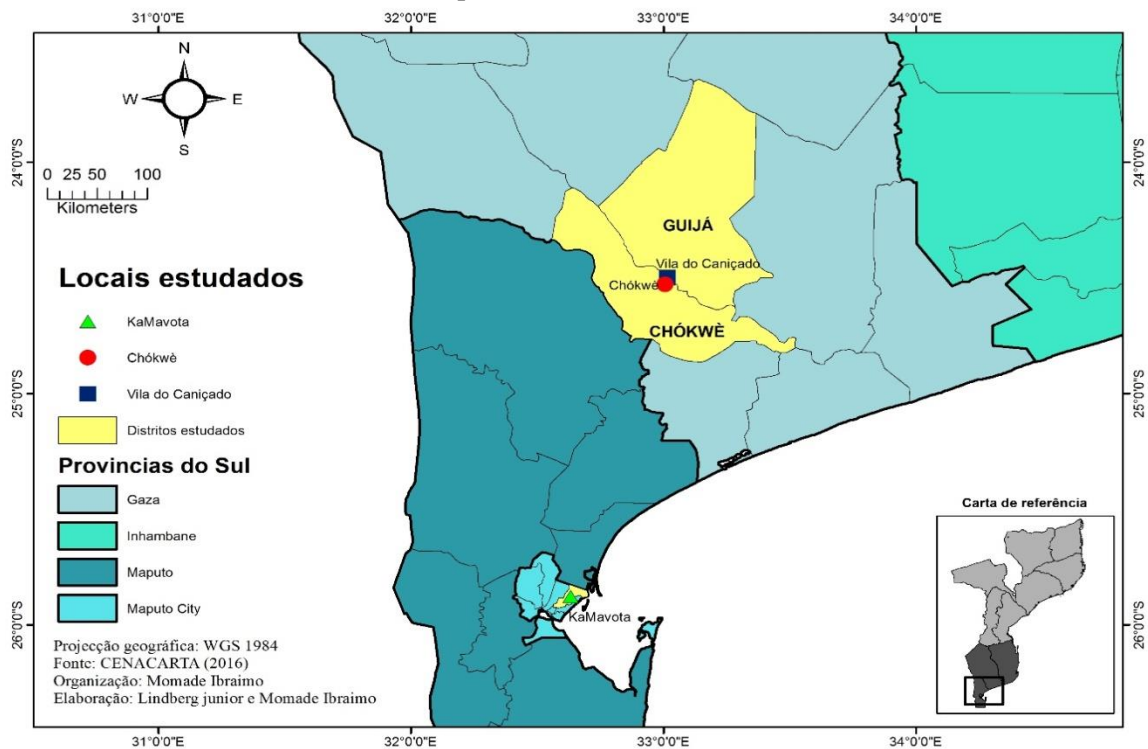 31°0'0"E 32°0'0"E 33°0'0"E 34°0'0"E
N
W E
S
0 25 50 100
Kilometers
24°0'0"S 24°0'0"S
GUIJÁ
Vila do Caniçado
Chókwè
CHÓKWÈ
Locais estudados
KaMavota
Chókwè
Vila do Caniçado
Distritos estudados
25°0'0"S 25°0'0"S
Provincias do Sul
Gaza
Inhambane
Maputo
Maputo City
Carta de referência
KaMavota
26°0'0"S 26°0'0"S
Projecção geográfica: WGS 1984
Fonte: CENACARTA (2016)
Organização: Momade Ibraimo
Elaboração: Lindberg junior e Momade Ibraimo
31°0'0"E 32°0'0"E 33°0'0"E 34°0'0"E